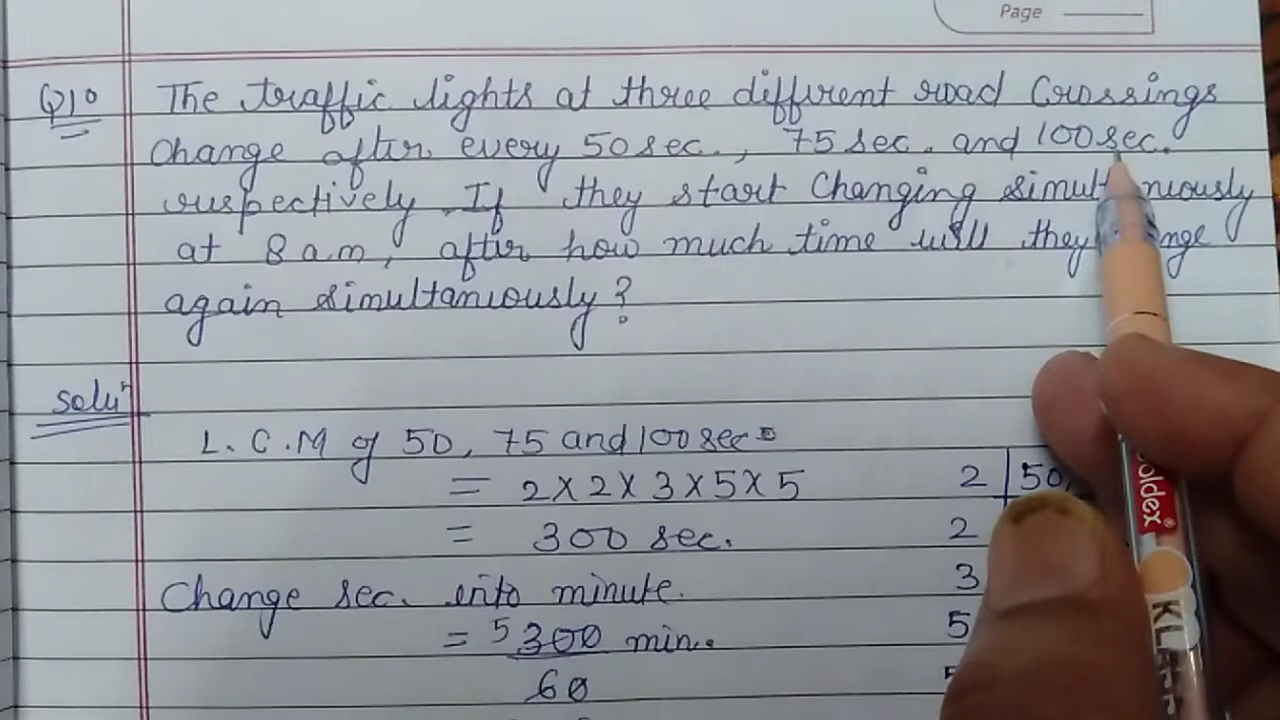 Page
Q10 The traffic lights at three different road Crossings
Change after every 50 sec., 75 sec. and 100 sec.
respectively. If they start Changing
at 8 a.m, after how much time will they
again simultaniously?
Solun
L.C.M of 50, 75 and 100 sec
= 2 X 2 X 3 X 5 X 5 2 50,
= 300 sec. 2
Change sec. into minute. 3
= 5 300 min. 5
60
oldex